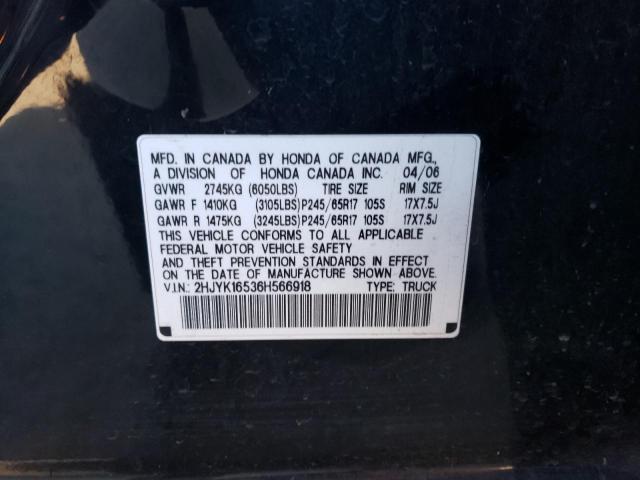 MFD. IN CANADA BY HONDA OF CANADA MFG.,
A DIVISION OF HONDA CANADA INC. 04/06
GVWR 2745KG (6050LBS) TIRE SIZE RIM SIZE
GAWR F 1410KG (3105LBS) P245/65R17 105S 17X7.5J
GAWR R 1475KG (3245LBS) P245/65R17 105S 17X7.5J
THIS VEHICLE CONFORMS TO ALL APPLICABLE
FEDERAL MOTOR VEHICLE SAFETY
AND THEFT PREVENTION STANDARDS IN EFFECT
ON THE DATE OF MANUFACTURE SHOWN ABOVE.
V.I.N.: 2HJYK16536H566918 TYPE: TRUCK